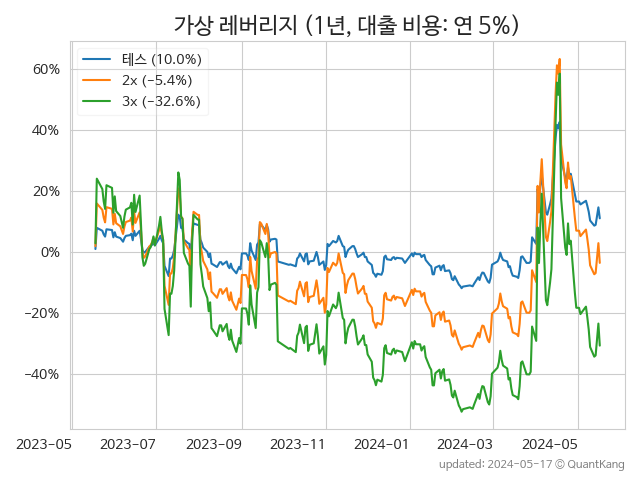 가상 레버리지 (1년, 대출 비용: 연 5%)
테스 (10.0%)
2x (−5.4%)
3x (−32.6%)
60%
40%
20%
0%
−20%
−40%
2023-05 2023-07 2023-09 2023-11 2024-01 2024-03 2024-05
updated: 2024-05-17 © QuantKang